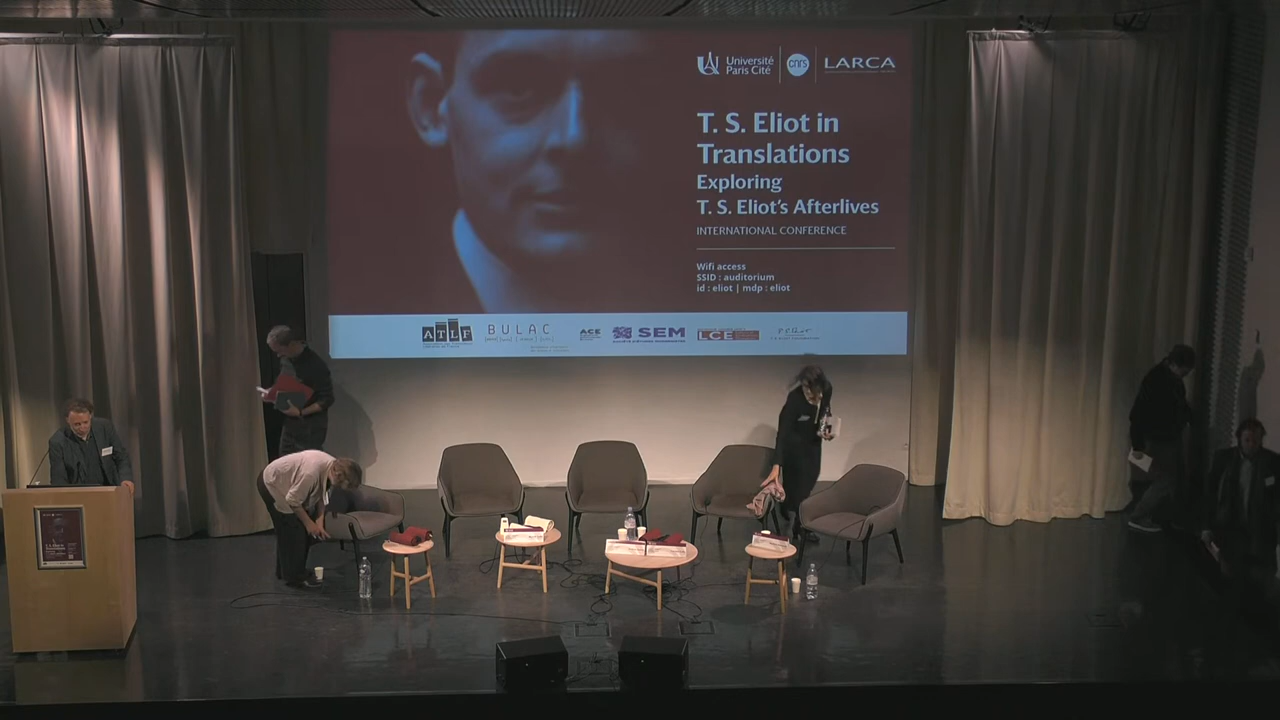 Université
Paris Cité
cnrs
LARCA
T. S. Eliot in
Translations
Exploring
T. S. Eliot's Afterlives
INTERNATIONAL CONFERENCE
Wifi access
SSID : auditorium
id : eliot | mdp : eliot
ATLF
BULAC
ACE
SEM
LCE